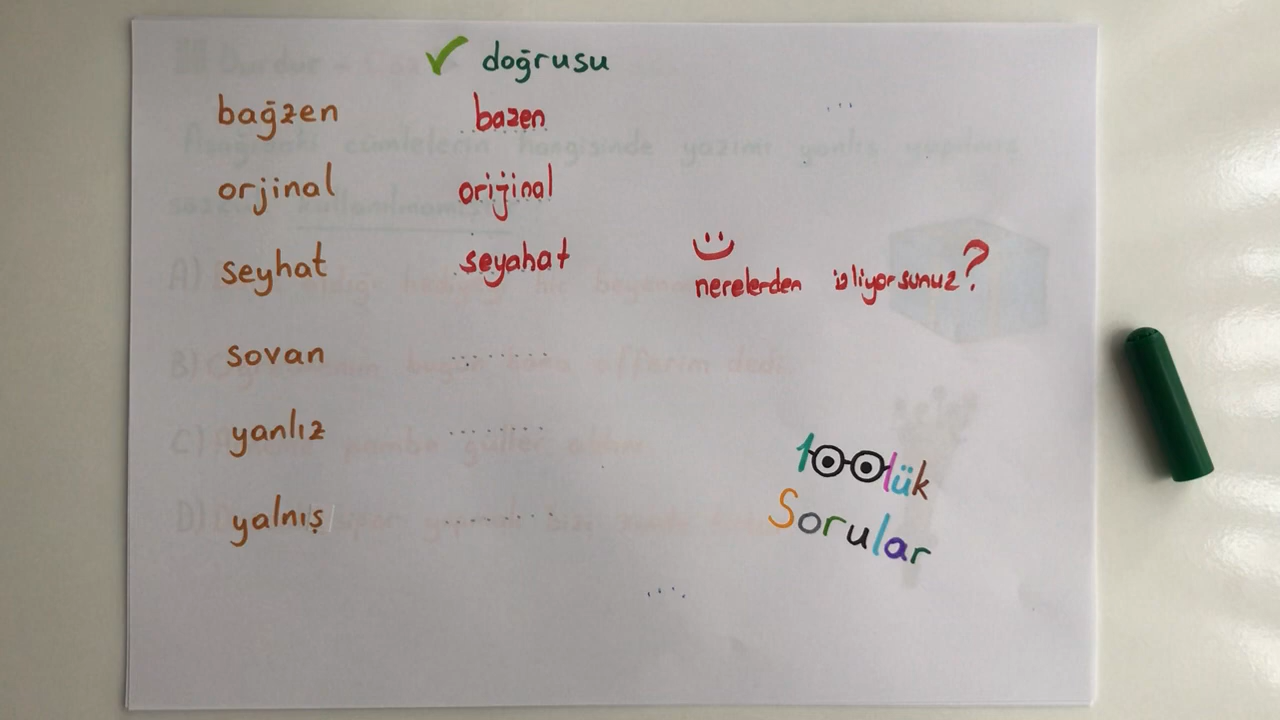 ✓ doğrusu
bağzen bazen
orjinal orijinal
seyhat seyahat
nerelerden izliyorsunuz?
sovan ........
yanlız ........
yalnış ........
100lük
Sorular